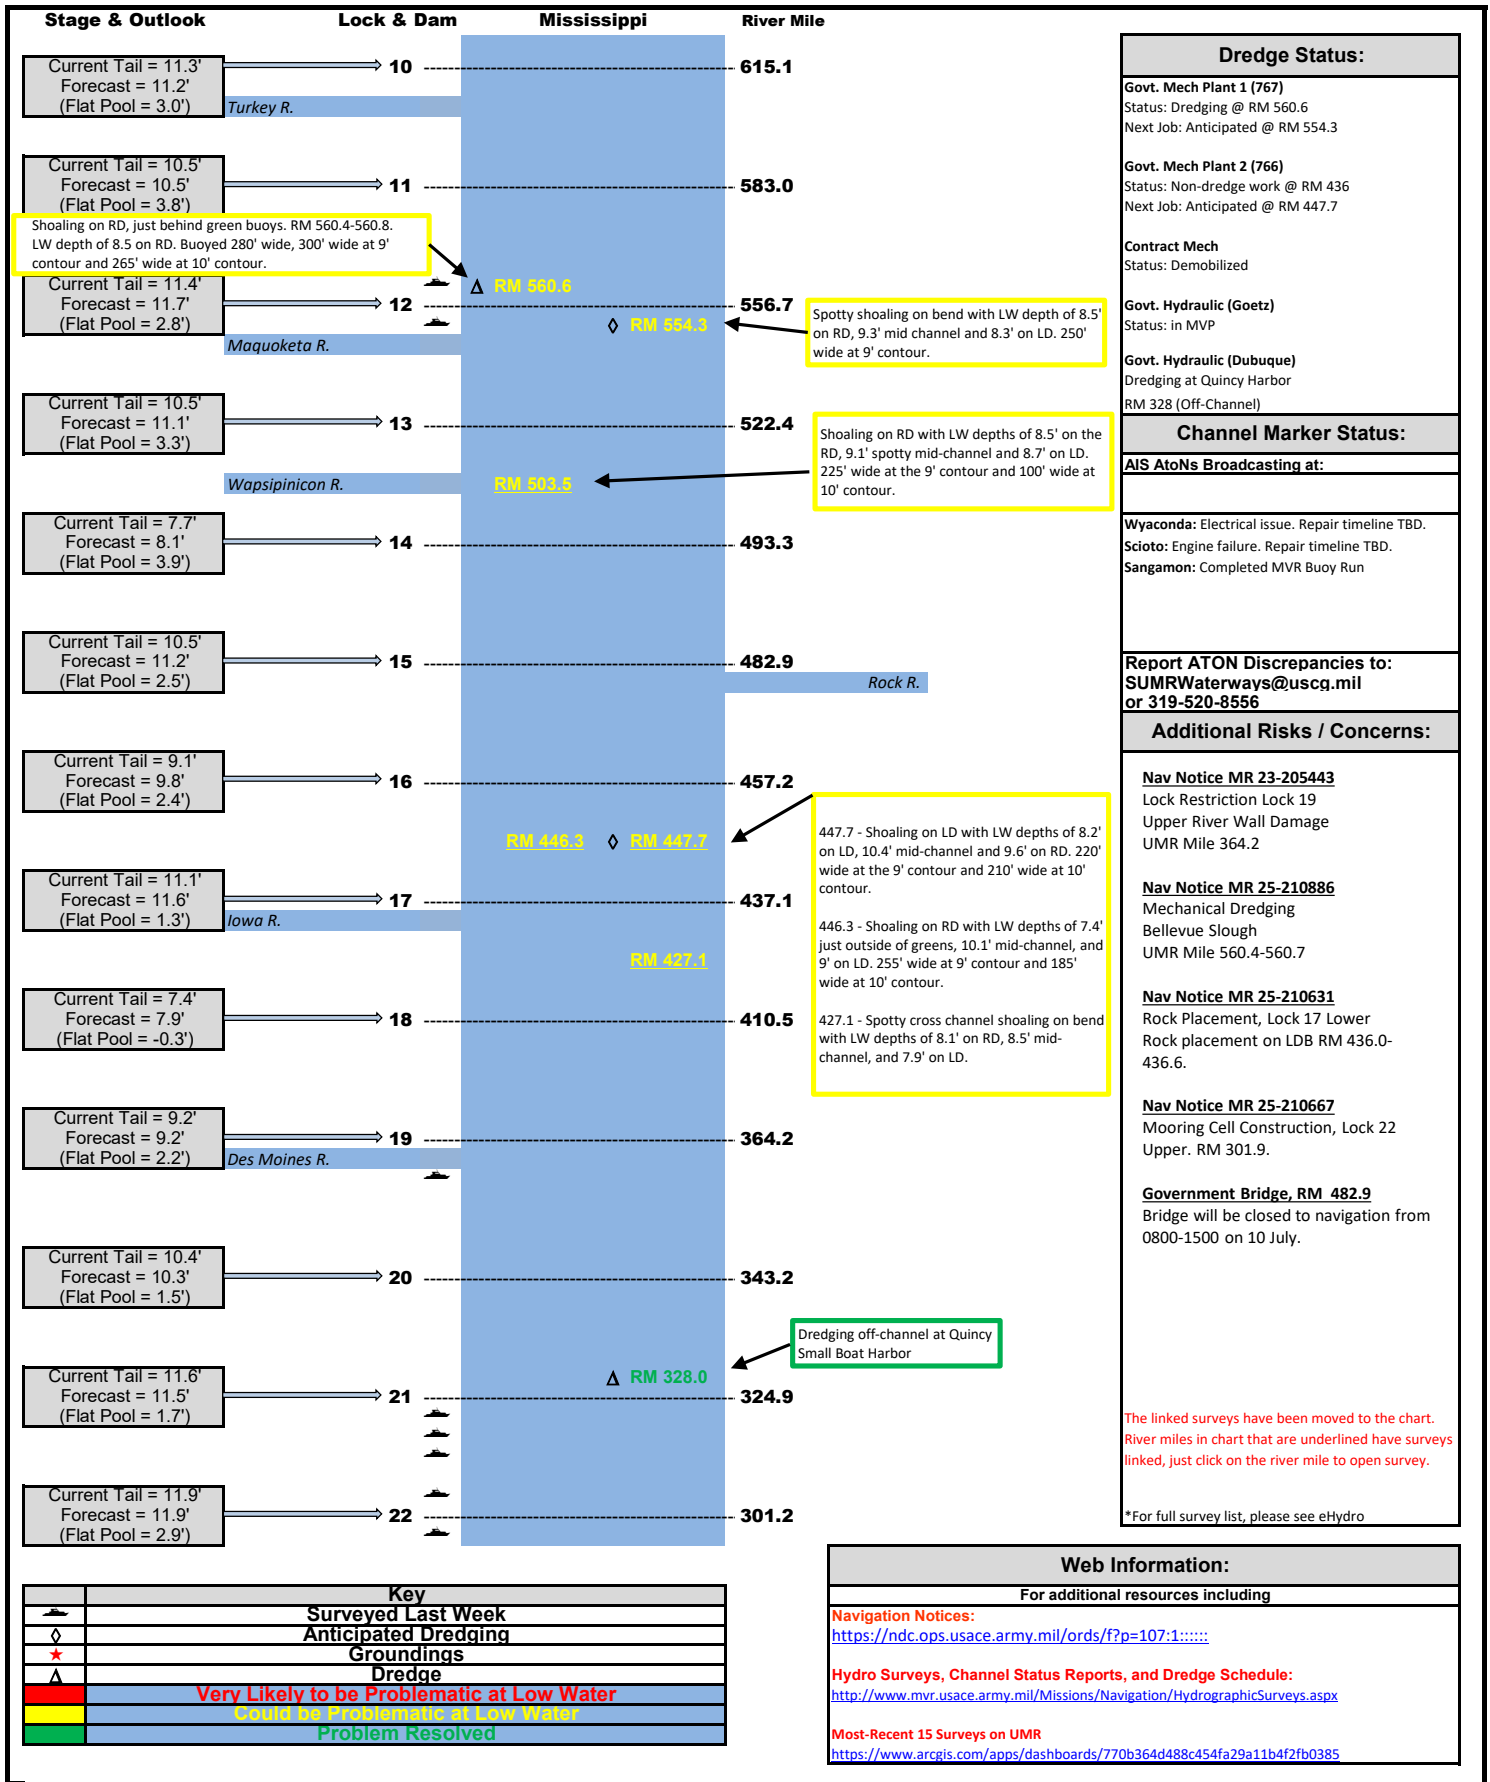 Stage & Outlook
Lock & Dam
Mississippi
River Mile
Current Tail = 11.3'
Forecast = 11.2'
(Flat Pool = 3.0')
10
615.1
Turkey R.
Current Tail = 10.5'
Forecast = 10.5'
(Flat Pool = 3.8')
11
583.0
Shoaling on RD, just behind green buoys. RM 560.4-560.8.
LW depth of 8.5 on RD. Buoyed 280' wide, 300' wide at 9'
contour and 265' wide at 10' contour.
RM 560.6
Current Tail = 11.4'
Forecast = 11.7'
(Flat Pool = 2.8')
12
556.7
RM 554.3
Spotty shoaling on bend with LW depth of 8.5'
on RD, 9.3' mid channel and 8.3' on LD. 250'
wide at 9' contour.
Maquoketa R.
Current Tail = 10.5'
Forecast = 11.1'
(Flat Pool = 3.3')
13
522.4
Shoaling on RD with LW depths of 8.5' on the
RD, 9.1' spotty mid-channel and 8.7' on LD.
225' wide at the 9' contour and 100' wide at
10' contour.
Wapsipinicon R.
RM 503.5
Current Tail = 7.7'
Forecast = 8.1'
(Flat Pool = 3.9')
14
493.3
Current Tail = 10.5'
Forecast = 11.2'
(Flat Pool = 2.5')
15
482.9
Rock R.
Current Tail = 9.1'
Forecast = 9.8'
(Flat Pool = 2.4')
16
457.2
RM 446.3
RM 447.7
447.7 - Shoaling on LD with LW depths of 8.2'
on LD, 10.4' mid-channel and 9.6' on RD. 220'
wide at the 9' contour and 210' wide at 10'
contour.
446.3 - Shoaling on RD with LW depths of 7.4'
just outside of greens, 10.1' mid-channel, and
9' on LD. 255' wide at 9' contour and 185'
wide at 10' contour.
427.1 - Spotty cross channel shoaling on bend
with LW depths of 8.1' on RD, 8.5' mid-
channel, and 7.9' on LD.
Current Tail = 11.1'
Forecast = 11.6'
(Flat Pool = 1.3')
17
437.1
Iowa R.
RM 427.1
Current Tail = 7.4'
Forecast = 7.9'
(Flat Pool = -0.3')
18
410.5
Current Tail = 9.2'
Forecast = 9.2'
(Flat Pool = 2.2')
19
364.2
Des Moines R.
Current Tail = 10.4'
Forecast = 10.3'
(Flat Pool = 1.5')
20
343.2
Dredging off-channel at Quincy
Small Boat Harbor
RM 328.0
Current Tail = 11.6'
Forecast = 11.5'
(Flat Pool = 1.7')
21
324.9
Current Tail = 11.9'
Forecast = 11.9'
(Flat Pool = 2.9')
22
301.2
Dredge Status:
Govt. Mech Plant 1 (767)
Status: Dredging @ RM 560.6
Next Job: Anticipated @ RM 554.3
Govt. Mech Plant 2 (766)
Status: Non-dredge work @ RM 436
Next Job: Anticipated @ RM 447.7
Contract Mech
Status: Demobilized
Govt. Hydraulic (Goetz)
Status: in MVP
Govt. Hydraulic (Dubuque)
Dredging at Quincy Harbor
RM 328 (Off-Channel)
Channel Marker Status:
AIS AtoNs Broadcasting at:
Wyaconda: Electrical issue. Repair timeline TBD.
Scioto: Engine failure. Repair timeline TBD.
Sangamon: Completed MVR Buoy Run
Report ATON Discrepancies to:
SUMRWaterways@uscg.mil
or 319-520-8556
Additional Risks / Concerns:
Nav Notice MR 23-205443
Lock Restriction Lock 19
Upper River Wall Damage
UMR Mile 364.2
Nav Notice MR 25-210886
Mechanical Dredging
Bellevue Slough
UMR Mile 560.4-560.7
Nav Notice MR 25-210631
Rock Placement, Lock 17 Lower
Rock placement on LDB RM 436.0-
436.6.
Nav Notice MR 25-210667
Mooring Cell Construction, Lock 22
Upper. RM 301.9.
Government Bridge, RM 482.9
Bridge will be closed to navigation from
0800-1500 on 10 July.
The linked surveys have been moved to the chart.
River miles in chart that are underlined have surveys
linked, just click on the river mile to open survey.
*For full survey list, please see eHydro
Key
Surveyed Last Week
Anticipated Dredging
Groundings
Dredge
Very Likely to be Problematic at Low Water
Could be Problematic at Low Water
Problem Resolved
Web Information:
For additional resources including
Navigation Notices:
https://ndc.ops.usace.army.mil/ords/f?p=107:1::::::
Hydro Surveys, Channel Status Reports, and Dredge Schedule:
http://www.mvr.usace.army.mil/Missions/Navigation/HydrographicSurveys.aspx
Most-Recent 15 Surveys on UMR
https://www.arcgis.com/apps/dashboards/770b364d488c454fa29a11b4f2fb0385